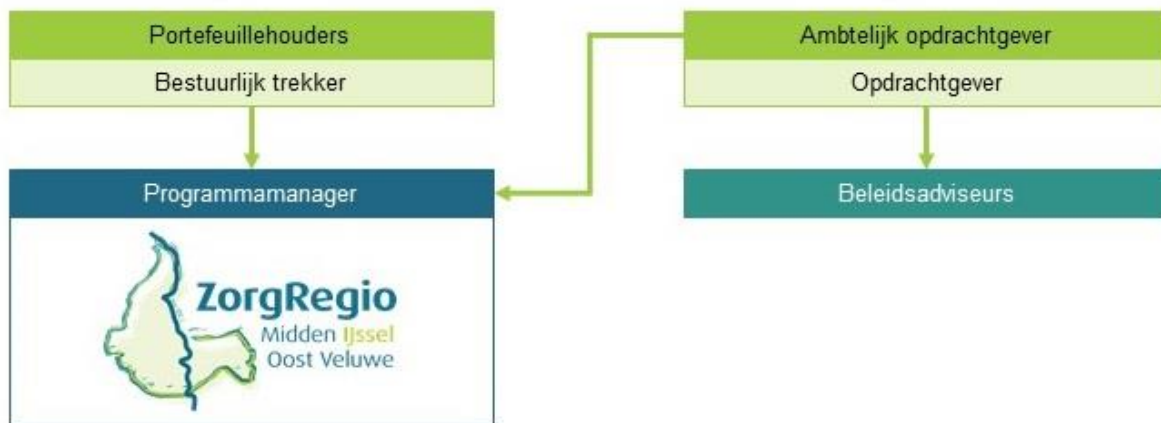 Portefeuillehouders
Bestuurlijk trekker
Ambtelijk opdrachtgever
Opdrachtgever
Programmamanager
Beleidsadviseurs
ZorgRegio
Midden IJssel
Oost Veluwe